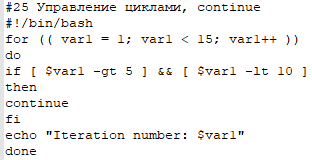 #25 Управление циклами, continue
#!/bin/bash
for (( var1 = 1; var1 < 15; var1++ ))
do
if [ $var1 -gt 5 ] && [ $var1 -lt 10 ]
then
continue
fi
echo "Iteration number: $var1"
done